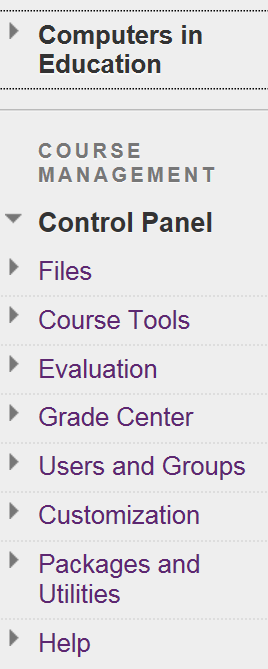 Computers in
Education
COURSE
MANAGEMENT
Control Panel
Files
Course Tools
Evaluation
Grade Center
Users and Groups
Customization
Packages and
Utilities
Help